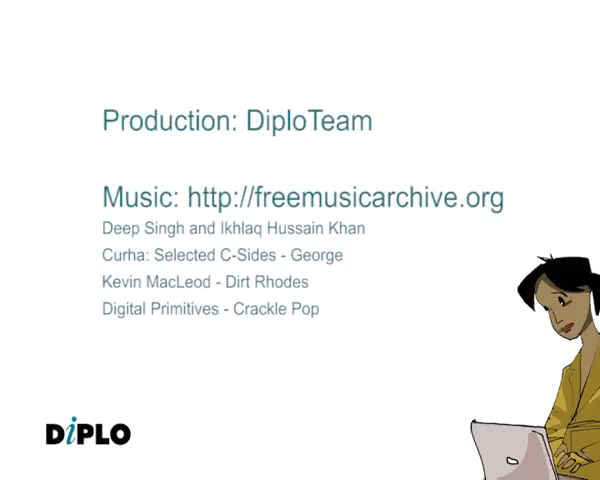 Production: DiploTeam
Music: http://freemusicarchive.org
Deep Singh and Ikhlaq Hussain Khan
Curha: Selected C-Sides - George
Kevin MacLeod - Dirt Rhodes
Digital Primitives - Crackle Pop
DiPLO